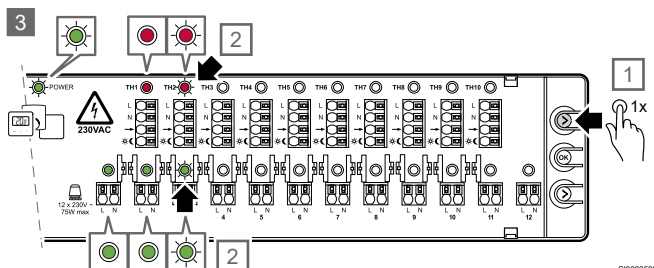 3
2
1
1x
POWER
TH1 TH2 TH3 TH4 TH5 TH6 TH7 TH8 TH9 TH10
230VAC
L L L L L L L L L L
N N N N N N N N N N
OK
12 x 230V ~
75W max
L N L N L N L N L N L N L N L N L N L N L N
4 5 6 7 8 9 10 11 12
2